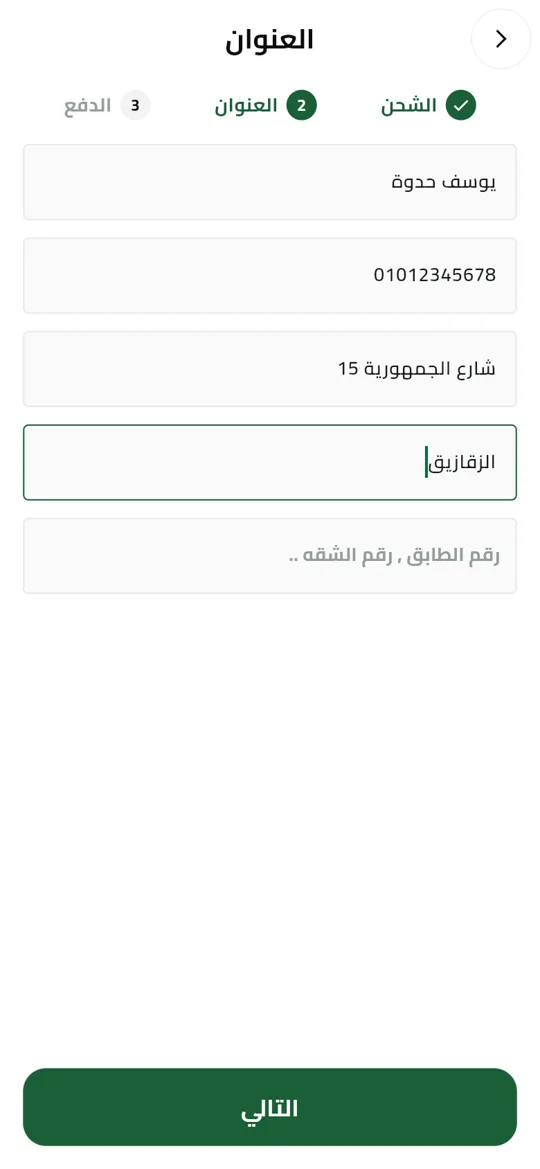 العنوان
الشحن
2 العنوان
3 الدفع
يوسف حدوة
01012345678
شارع الجمهورية 15
الزقازيق
رقم الطابق , رقم الشقه ..
التالي